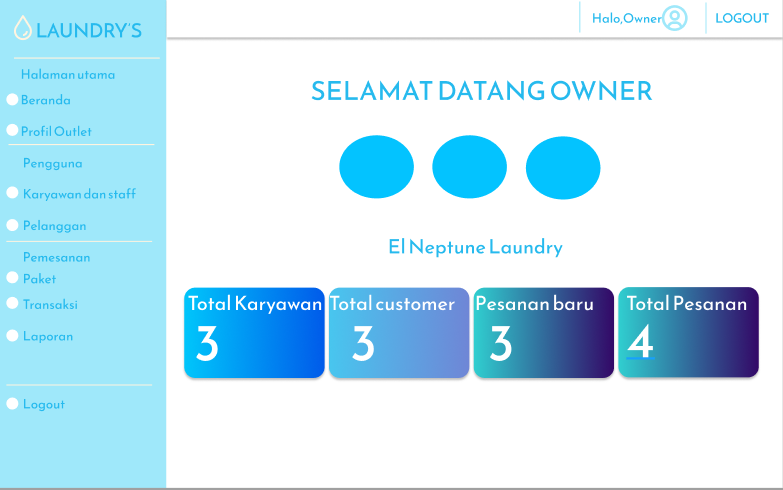 LAUNDRY'S
Halo,Owner
LOGOUT
Halaman utama
Beranda
Profil Outlet
Pengguna
Karyawan dan staff
Pelanggan
Pemesanan
Paket
Transaksi
Laporan
Logout
SELAMAT DATANG OWNER
El Neptune Laundry
Total Karyawan
3
Total customer
3
Pesanan baru
3
Total Pesanan
4